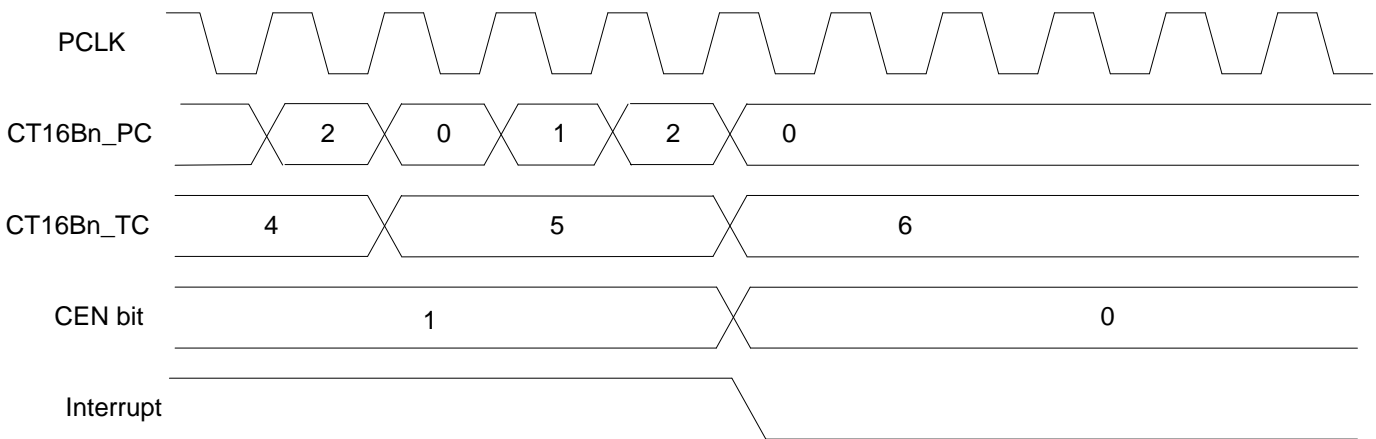 PCLK
CT16Bn_PC 2 0 1 2 0
CT16Bn_TC 4 5 6
CEN bit 1 0
Interrupt